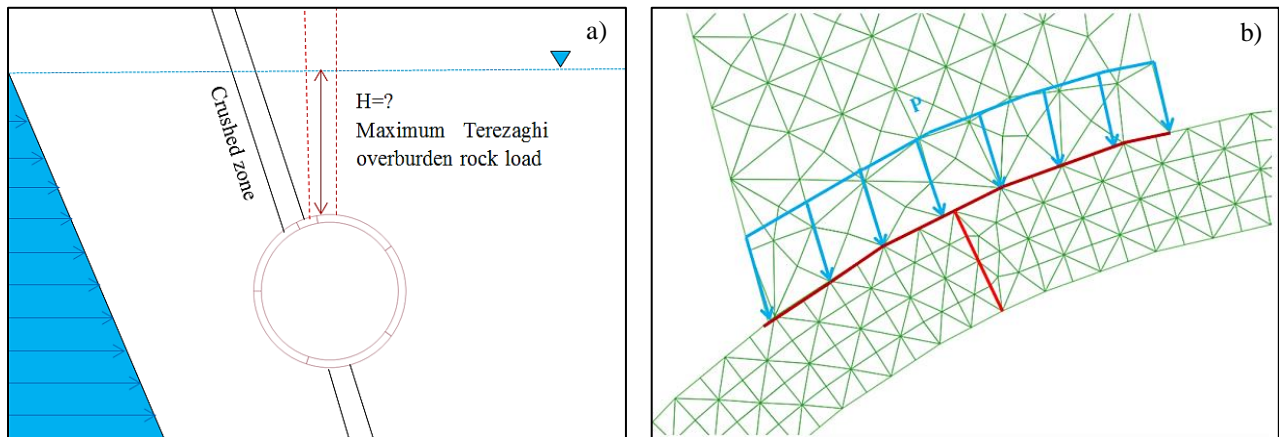 a)
Crushed zone
H=?
Maximum Terezaghi
overburden rock load
b)
P